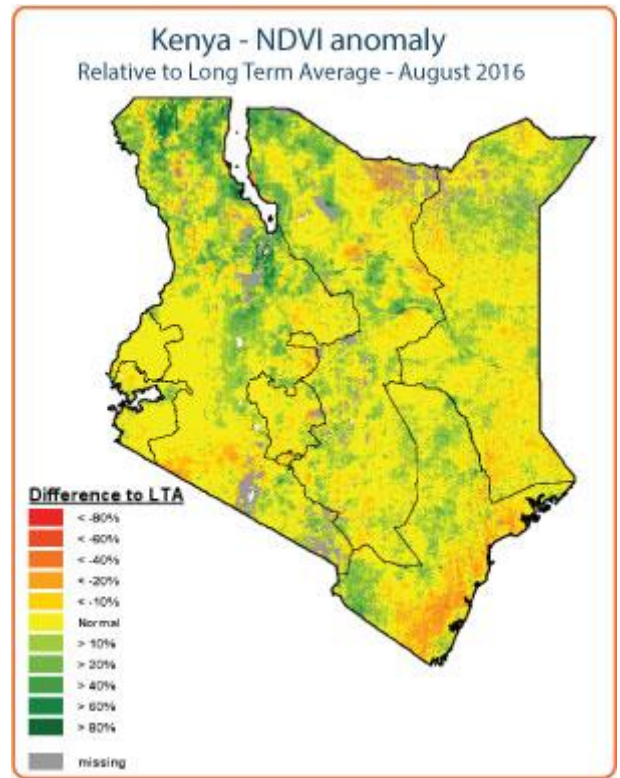 Kenya - NDVI anomaly
Relative to Long Term Average - August 2016
Difference to LTA
< -80%
< -60%
< -40%
< -20%
< -10%
Normal
> 10%
> 20%
> 40%
> 60%
> 80%
missing